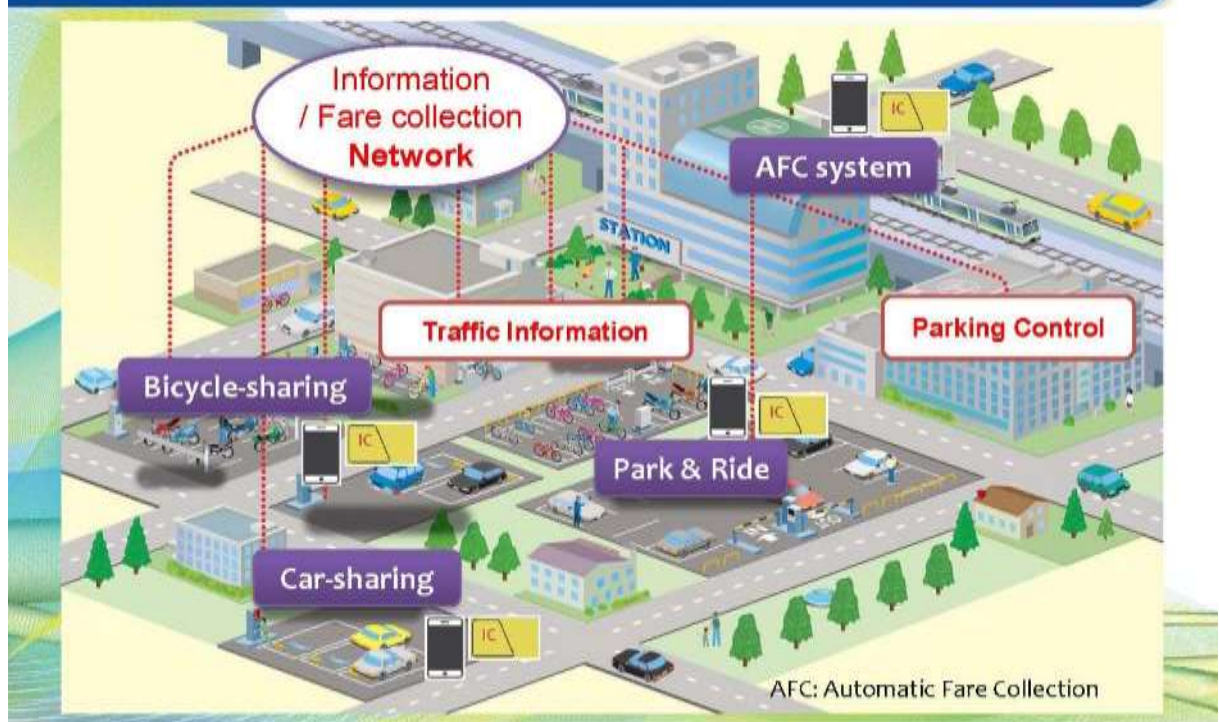 Information
/ Fare collection
Network
IC
AFC system
STATION
Traffic Information
Parking Control
Bicycle-sharing
IC
IC
Park & Ride
Car-sharing
IC
AFC: Automatic Fare Collection